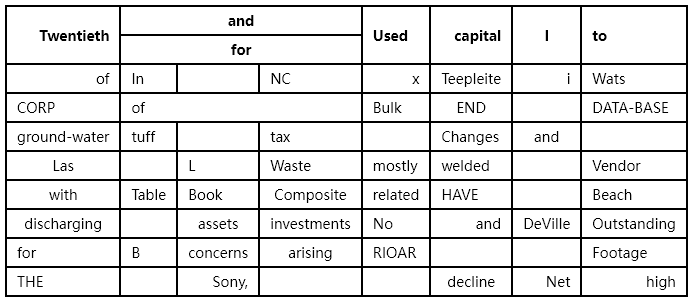 Twentieth and Used capital I to
for
of In NC x Teepleite i Wats
CORP of Bulk END DATA-BASE
ground-water tuff tax Changes and
Las L Waste mostly welded Vendor
with Table Book Composite related HAVE Beach
discharging assets investments No and DeVille Outstanding
for B concerns arising RIOAR Footage
THE Sony, decline Net high